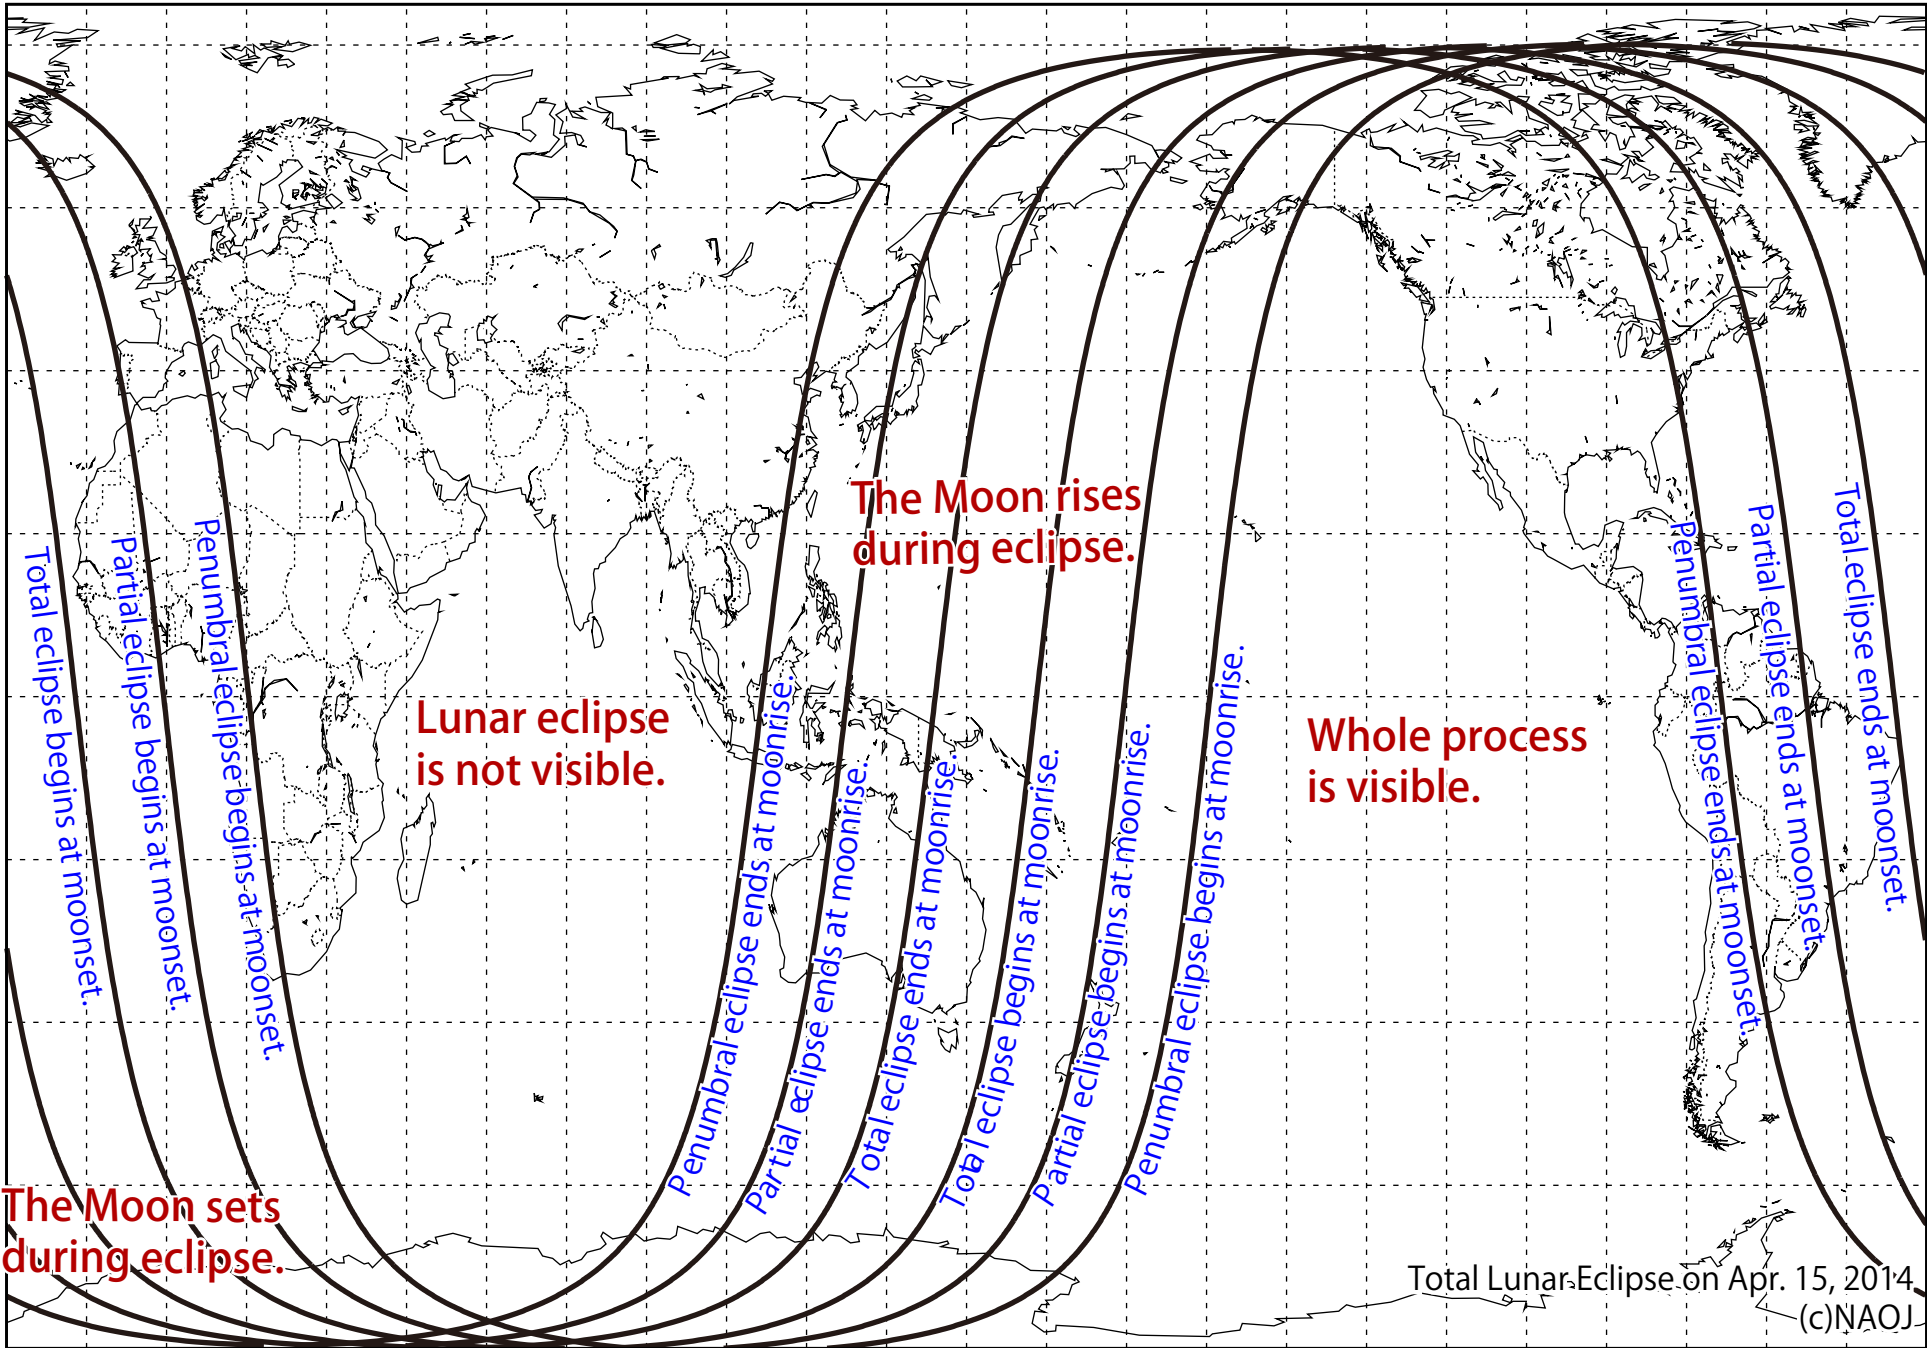 The Moon rises
during eclipse.
Lunar eclipse
is not visible.
Whole process
is visible.
The Moon sets
during eclipse.
Total eclipse begins at moonset.
Partial eclipse begins at moonset.
Penumbral eclipse begins at moonset.
Penumbral eclipse ends at moonrise.
Partial eclipse ends at moonrise.
Total eclipse ends at moonrise.
Total eclipse begins at moonrise.
Partial eclipse begins at moonrise.
Penumbral eclipse begins at moonrise.
Penumbral eclipse ends at moonset.
Partial eclipse ends at moonset.
Total eclipse ends at moonset.
Total Lunar Eclipse on Apr. 15, 2014
(c)NAOJ